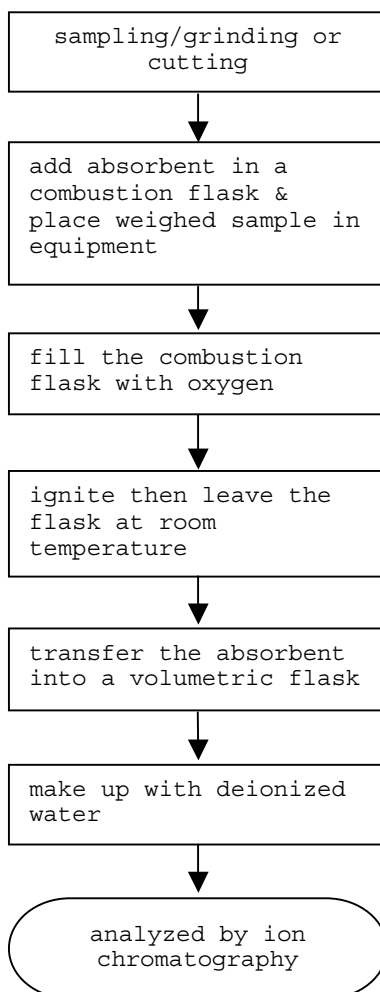 sampling/grinding or
cutting
add absorbent in a
combustion flask &
place weighed sample in
equipment
fill the combustion
flask with oxygen
ignite then leave the
flask at room
temperature
transfer the absorbent
into a volumetric flask
make up with deionized
water
analyzed by ion
chromatography